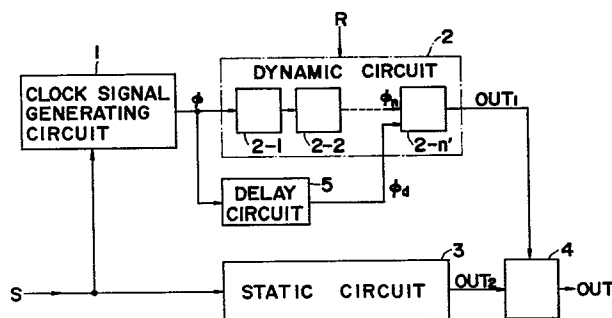 R
1
2
DYNAMIC CIRCUIT
CLOCK SIGNAL
GENERATING
CIRCUIT
ϕ
ϕn
OUT1
2-1
2-2
2-n'
5
DELAY
CIRCUIT
ϕd
3
4
S
STATIC CIRCUIT
OUT2
OUT